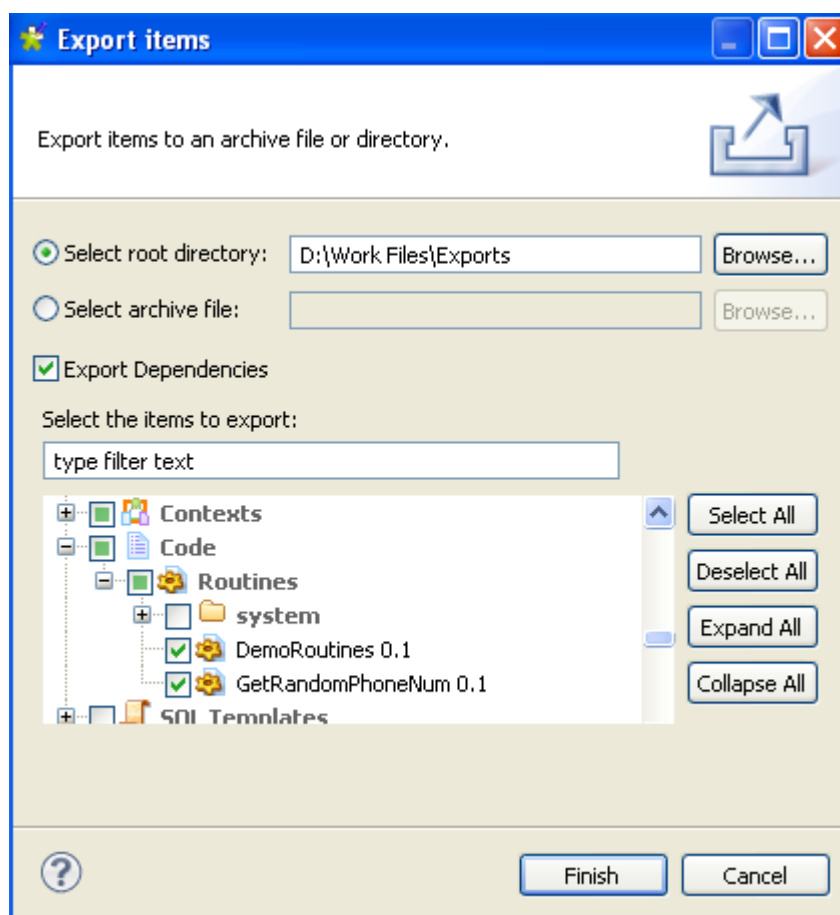 Export items
Export items to an archive file or directory.
Select root directory: D:\Work Files\Exports Browse...
Select archive file: Browse...
Export Dependencies
Select the items to export:
type filter text
Contexts
Code
Routines
system
DemoRoutines 0.1
GetRandomPhoneNum 0.1
SQL Templates
Select All
Deselect All
Expand All
Collapse All
?
Finish Cancel